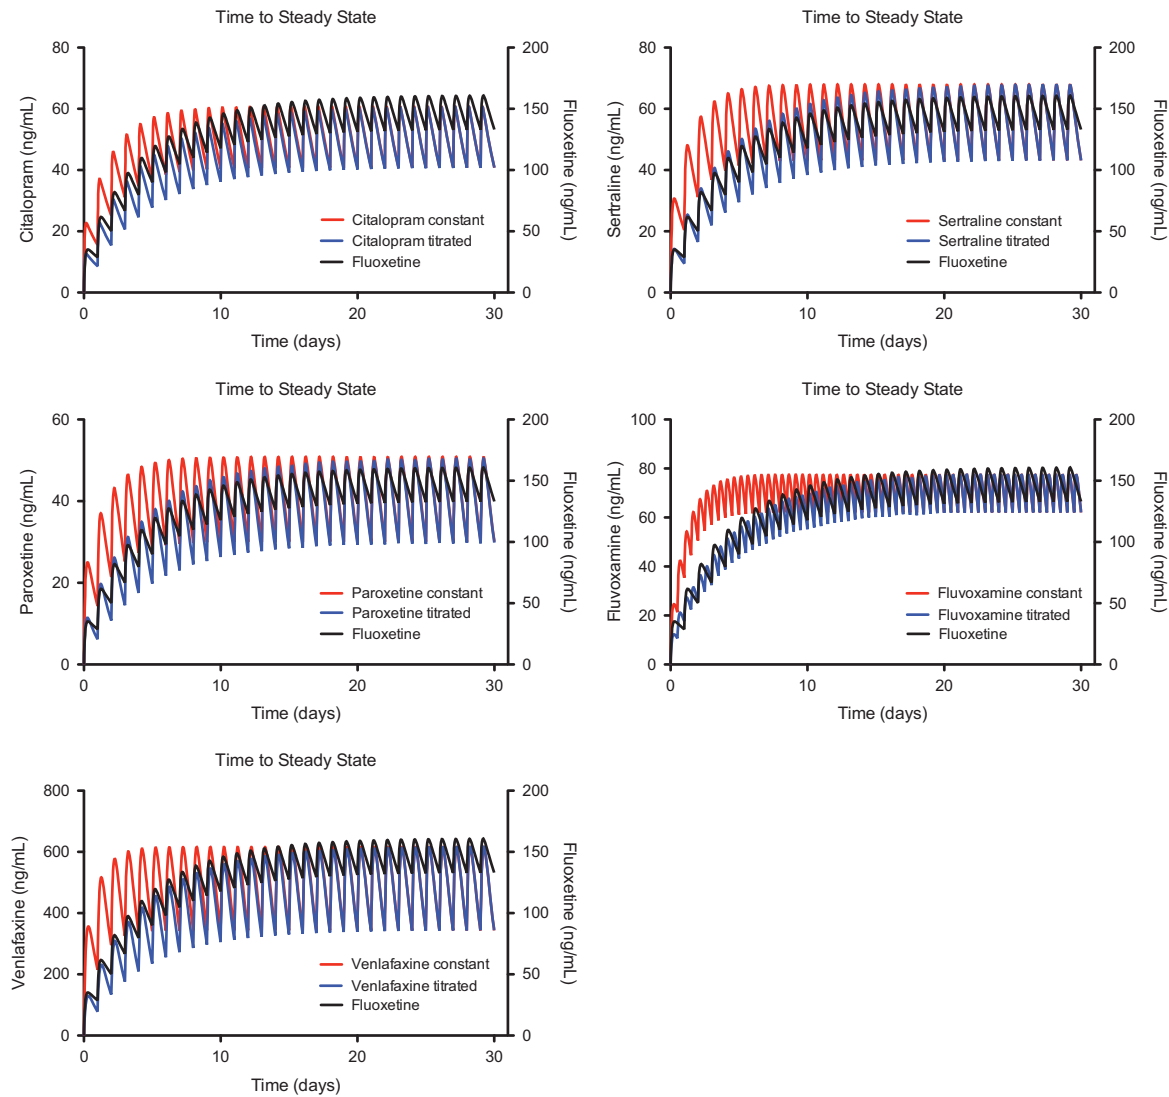 Time to Steady State
80
60
40
20
0
Citalopram (ng/mL)
200
150
100
50
0
Fluoxetine (ng/mL)
Citalopram constant
Citalopram titrated
Fluoxetine
0 10 20 30
Time (days)
Time to Steady State
80
60
40
20
0
Sertraline (ng/mL)
200
150
100
50
0
Fluoxetine (ng/mL)
Sertraline constant
Sertraline titrated
Fluoxetine
0 10 20 30
Time (days)
Time to Steady State
60
40
20
0
Paroxetine (ng/mL)
200
150
100
50
0
Fluoxetine (ng/mL)
Paroxetine constant
Paroxetine titrated
Fluoxetine
0 10 20 30
Time (days)
Time to Steady State
100
80
60
40
20
0
Fluvoxamine (ng/mL)
200
150
100
50
0
Fluoxetine (ng/mL)
Fluvoxamine constant
Fluvoxamine titrated
Fluoxetine
0 10 20 30
Time (days)
Time to Steady State
800
600
400
200
0
Venlafaxine (ng/mL)
200
150
100
50
0
Fluoxetine (ng/mL)
Venlafaxine constant
Venlafaxine titrated
Fluoxetine
0 10 20 30
Time (days)